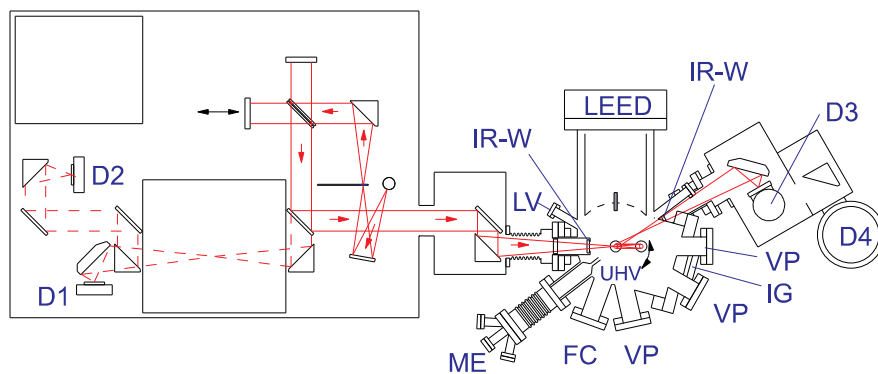 IR-W
LEED
D3
IR-W
D2
LV
D4
VP
UHV
IG
D1
VP
ME
FC
VP